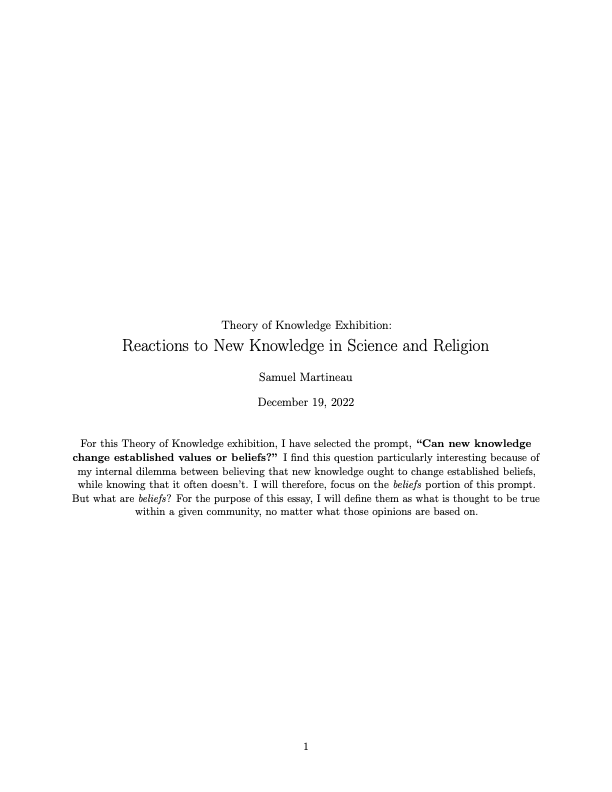 Theory of Knowledge Exhibition:
Reactions to New Knowledge in Science and Religion
Samuel Martineau
December 19, 2022
For this Theory of Knowledge exhibition, I have selected the prompt, “Can new knowledge
change established values or beliefs?” I find this question particularly interesting because of
my internal dilemma between believing that new knowledge ought to change established beliefs,
while knowing that it often doesn’t. I will therefore, focus on the beliefs portion of this prompt.
But what are beliefs? For the purpose of this essay, I will define them as what is thought to be true
within a given community, no matter what those opinions are based on.
1